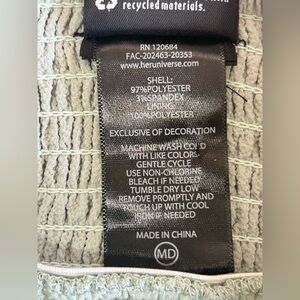 recycled materials.
RN 120684
FAC-202463-20353
www.heruniverse.com
SHELL:
97%POLYESTER
3%SPANDEX
LINING:
100%POLYESTER
EXCLUSIVE OF DECORATION
MACHINE WASH COLD
WITH LIKE COLORS
GENTLE CYCLE
USE NON-CHLORINE
BLEACH IF NEEDED
TUMBLE DRY LOW
REMOVE PROMPTLY AND
TOUCH UP WITH COOL
IRON IF NEEDED
MADE IN CHINA
MD